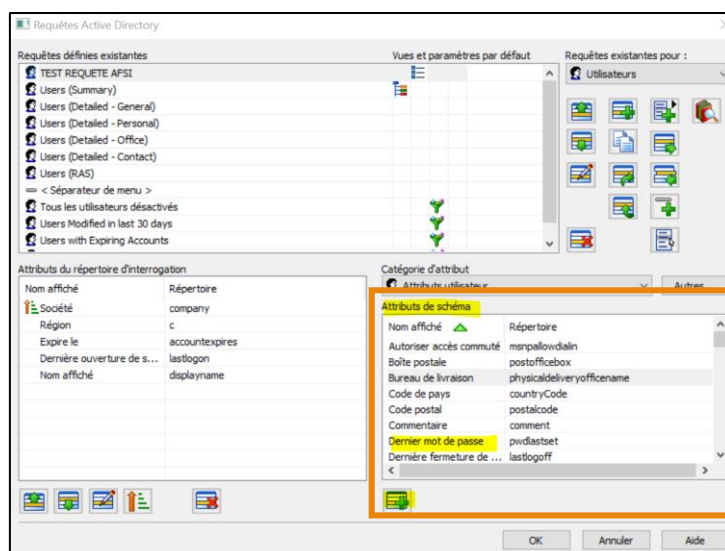 Requêtes Active Directory
Requêtes définies existantes
Vues et paramètres par défaut
Requêtes existantes pour :
TEST REQUETE AFSI
Users (Summary)
Users (Detailed - General)
Users (Detailed - Personal)
Users (Detailed - Office)
Users (Detailed - Contact)
Users (RAS)
< Séparateur de menu >
Tous les utilisateurs désactivés
Users Modified in last 30 days
Users with Expiring Accounts
Utilisateurs
Attributs du répertoire d'interrogation
Nom affiché Répertoire
Société company
Région c
Expire le accountexpires
Dernière ouverture de s... lastlogon
Nom affiché displayname
Catégorie d'attribut
Attributs utilisateur
Autres...
Attributs de schéma
Nom affiché Répertoire
Autoriser accès commuté msnpallowdialin
Boîte postale postofficebox
Bureau de livraison physicaldeliveryofficename
Code de pays countryCode
Code postal postalcode
Commentaire comment
Dernier mot de passe pwdlastset
Dernière fermeture de ... lastlogoff
OK Annuler Aide